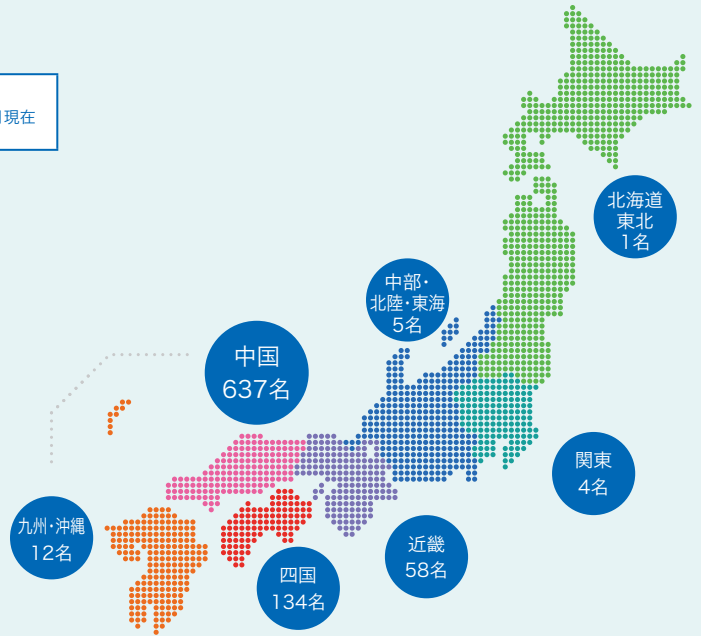 現在
北海道
東北
1名
中部・
北陸・東海
5名
中国
637名
関東
4名
九州・沖縄
12名
近畿
58名
四国
134名